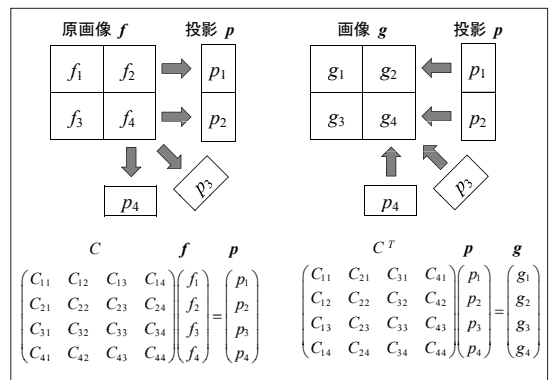 原画像 f 投影 p
f1 f2 p1
f3 f4 p2
p4 p3
画像 g 投影 p
g1 g2 p1
g3 g4 p2
p4 p3
C f p
C11 C12 C13 C14 f1 p1
C21 C22 C23 C24 f2 p2
=
C31 C32 C33 C34 f3 p3
C41 C42 C43 C44 f4 p4
C^T p g
C11 C21 C31 C41 p1 g1
C12 C22 C32 C42 p2 g2
=
C13 C23 C33 C43 p3 g3
C14 C24 C34 C44 p4 g4